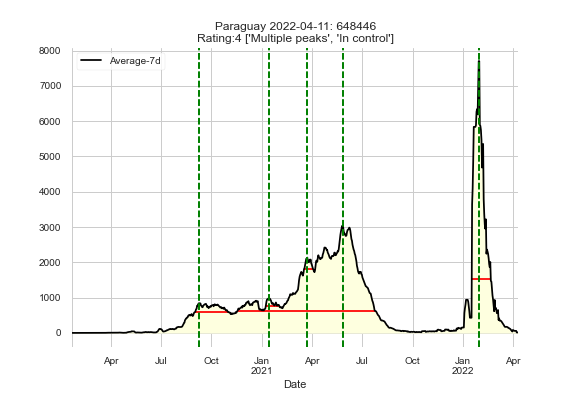 Paraguay 2022-04-11: 648446
Rating:4 ['Multiple peaks', 'In control']
8000
Average-7d
7000
6000
5000
4000
3000
2000
1000
0
Apr Jul Oct Jan Apr Jul Oct Jan Apr
2021 2022
Date